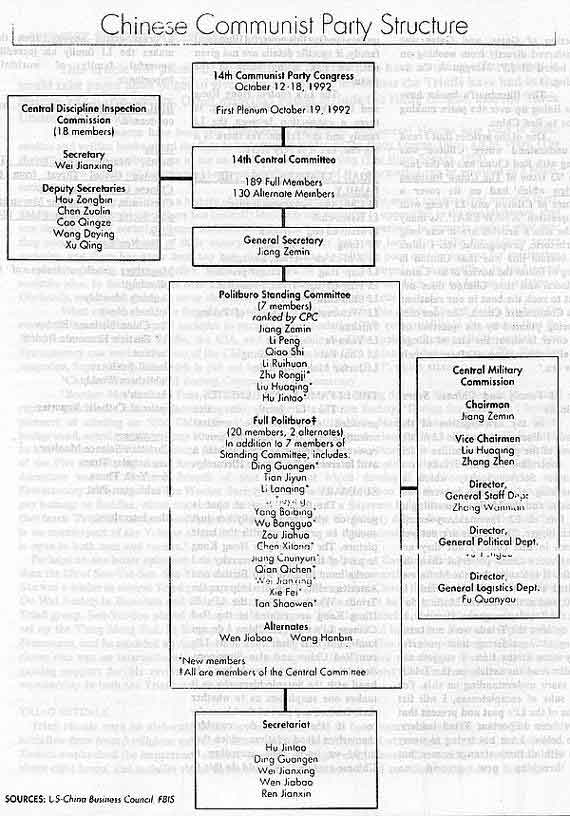 Chinese Communist Party Structure
14th Communist Party Congress
October 12-18, 1992
First Plenum October 19, 1992
Central Discipline Inspection
Commission
(18 members)
Secretary
Wei Jianxing
Deputy Secretaries
Hou Zongbin
Chen Zuolin
Cao Qingze
Wang Deying
Xu Qing
14th Central Committee
189 Full Members
130 Alternate Members
General Secretary
Jiang Zemin
Politburo Standing Committee
(7 members)
ranked by CPC
Jiang Zemin
Li Peng
Qiao Shi
Li Ruihuan
Zhu Rongji*
Liu Huaqing*
Hu Jintao*
Full Politburo‡
(20 members, 2 alternates)
In addition to 7 members of
Standing Committee, includes:
Ding Guangen*
Tian Jiyun
Li Lanqing*
Yang Baibing*
Wu Bangguo*
Zou Jiahua
Chen Xitong*
Jiang Chunyun*
Qian Qichen*
Wei Jianxing*
Xie Fei*
Tan Shaowen*
Alternates
Wen Jiabao Wang Hanbin
*New members
‡All are members of the Central Committee
Central Military
Commission
Chairman
Jiang Zemin
Vice Chairmen
Liu Huaqing
Zhang Zhen
Director,
General Staff Dept.
Zhang Wannian
Director,
General Political Dept.
Director,
General Logistics Dept.
Fu Quanyou
Secretariat
Hu Jintao
Ding Guangen
Wei Jianxing
Wen Jiabao
Ren Jianxin
SOURCES: US-China Business Council, FBIS